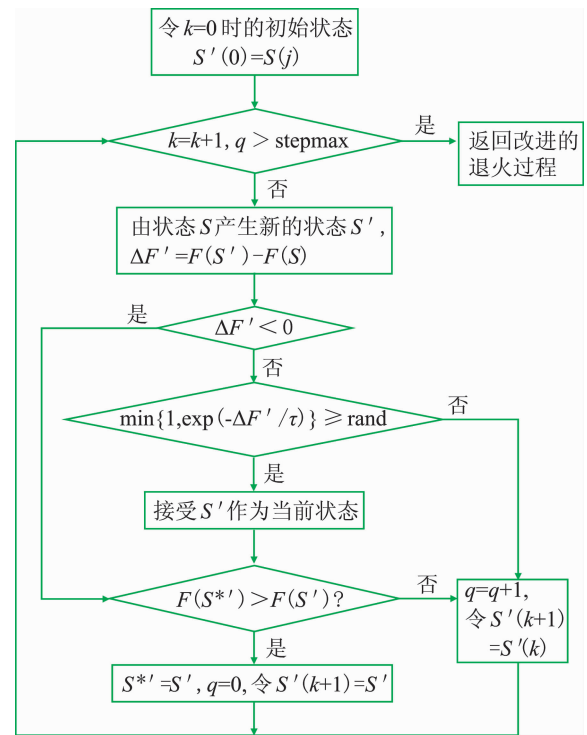 令k=0时的初始状态
S′(0)=S(j)
k=k+1, q＞stepmax
是
返回改进的
退火过程
否
由状态S产生新的状态S′,
ΔF′=F(S′)-F(S)
是
ΔF′＜0
否
min{1,exp(-ΔF′/τ)}≥rand
否
是
接受S′作为当前状态
F(S*′)＞F(S′)?
否
q=q+1,
令S′(k+1)
=S′(k)
是
S*′=S′, q=0, 令S′(k+1)=S′